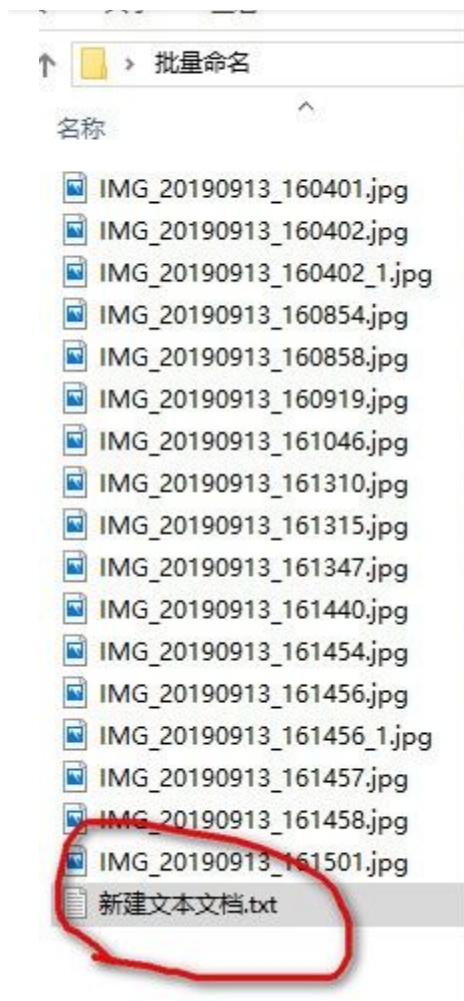 批量命名
名称
IMG_20190913_160401.jpg
IMG_20190913_160402.jpg
IMG_20190913_160402_1.jpg
IMG_20190913_160854.jpg
IMG_20190913_160858.jpg
IMG_20190913_160919.jpg
IMG_20190913_161046.jpg
IMG_20190913_161310.jpg
IMG_20190913_161315.jpg
IMG_20190913_161347.jpg
IMG_20190913_161440.jpg
IMG_20190913_161454.jpg
IMG_20190913_161456.jpg
IMG_20190913_161456_1.jpg
IMG_20190913_161457.jpg
IMG_20190913_161458.jpg
IMG_20190913_161501.jpg
新建文本文档.txt